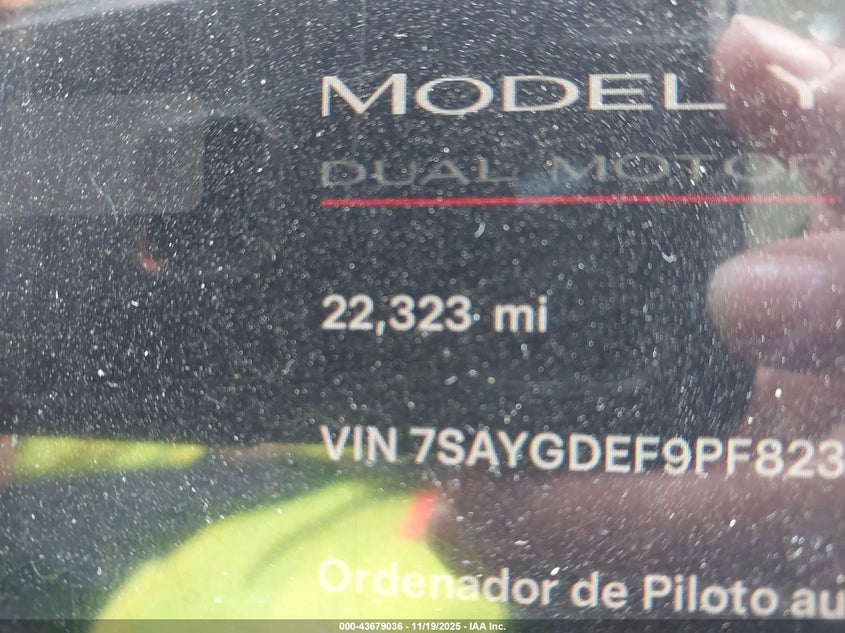 MODEL Y
DUAL MOTOR
22,323 mi
VIN 7SAYGDEF9PF823
Ordenador de Piloto au
000-43679036 - 11/19/2025 - IAA Inc.